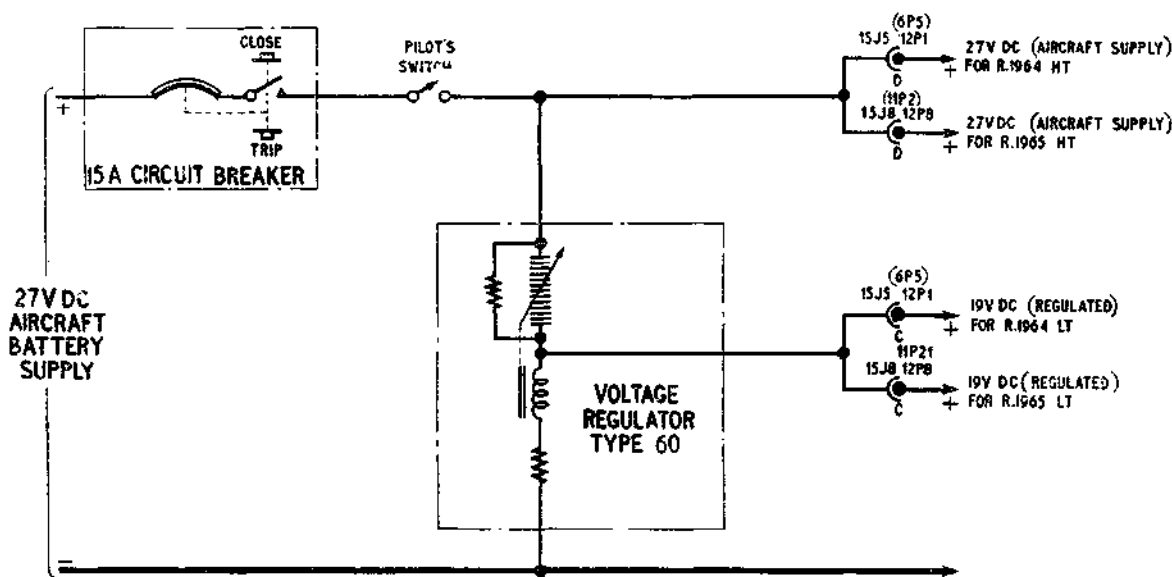 CLOSE
TRIP
15A CIRCUIT BREAKER
+
PILOT'S
SWITCH
(6P5)
15J5 12P1
D
27V DC (AIRCRAFT SUPPLY)
+ FOR R.1964 HT
(11P2)
15J8 12P8
D
27V DC (AIRCRAFT SUPPLY)
+ FOR R.1965 HT
27V DC
AIRCRAFT
BATTERY
SUPPLY
VOLTAGE
REGULATOR
TYPE 60
(6P5)
15J5 12P1
C
19V DC (REGULATED)
+ FOR R.1964 LT
11P21
15J8 12P8
C
19V DC (REGULATED)
+ FOR R.1965 LT
−